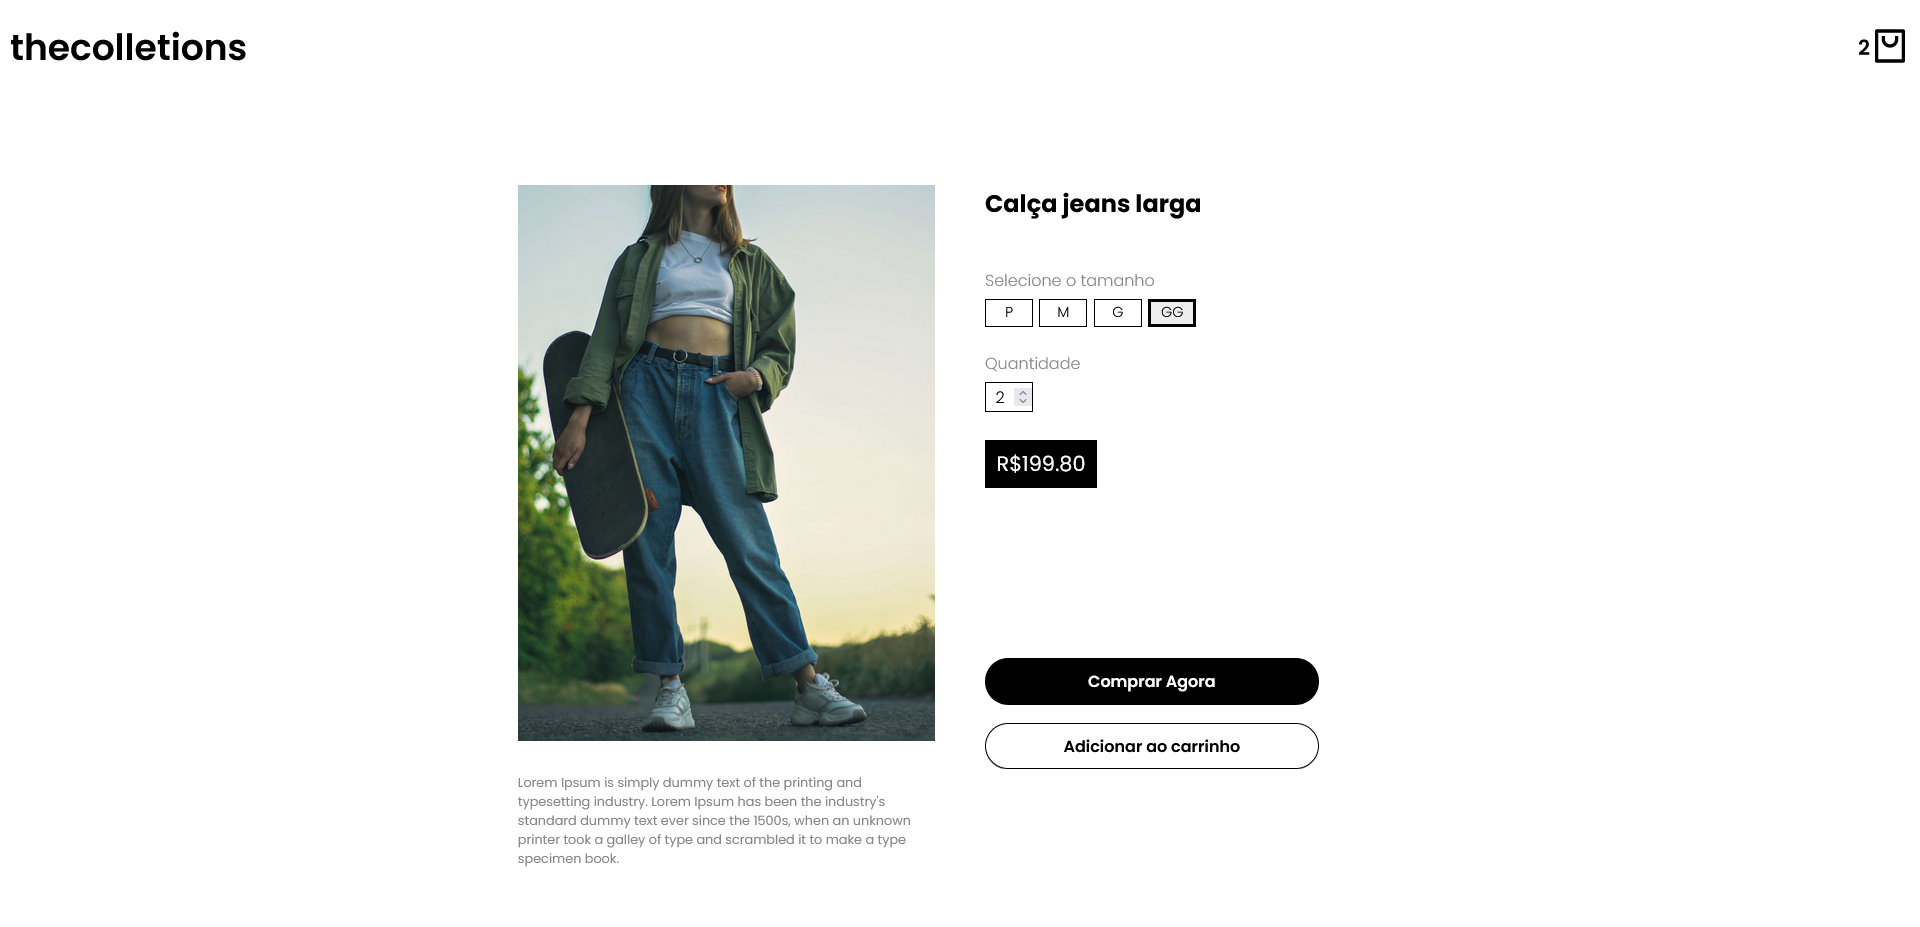 thecolletions
2
Calça jeans larga
Selecione o tamanho
P M G GG
Quantidade
2
R$199.80
Comprar Agora
Adicionar ao carrinho
Lorem Ipsum is simply dummy text of the printing and
typesetting industry. Lorem Ipsum has been the industry's
standard dummy text ever since the 1500s, when an unknown
printer took a galley of type and scrambled it to make a type
specimen book.